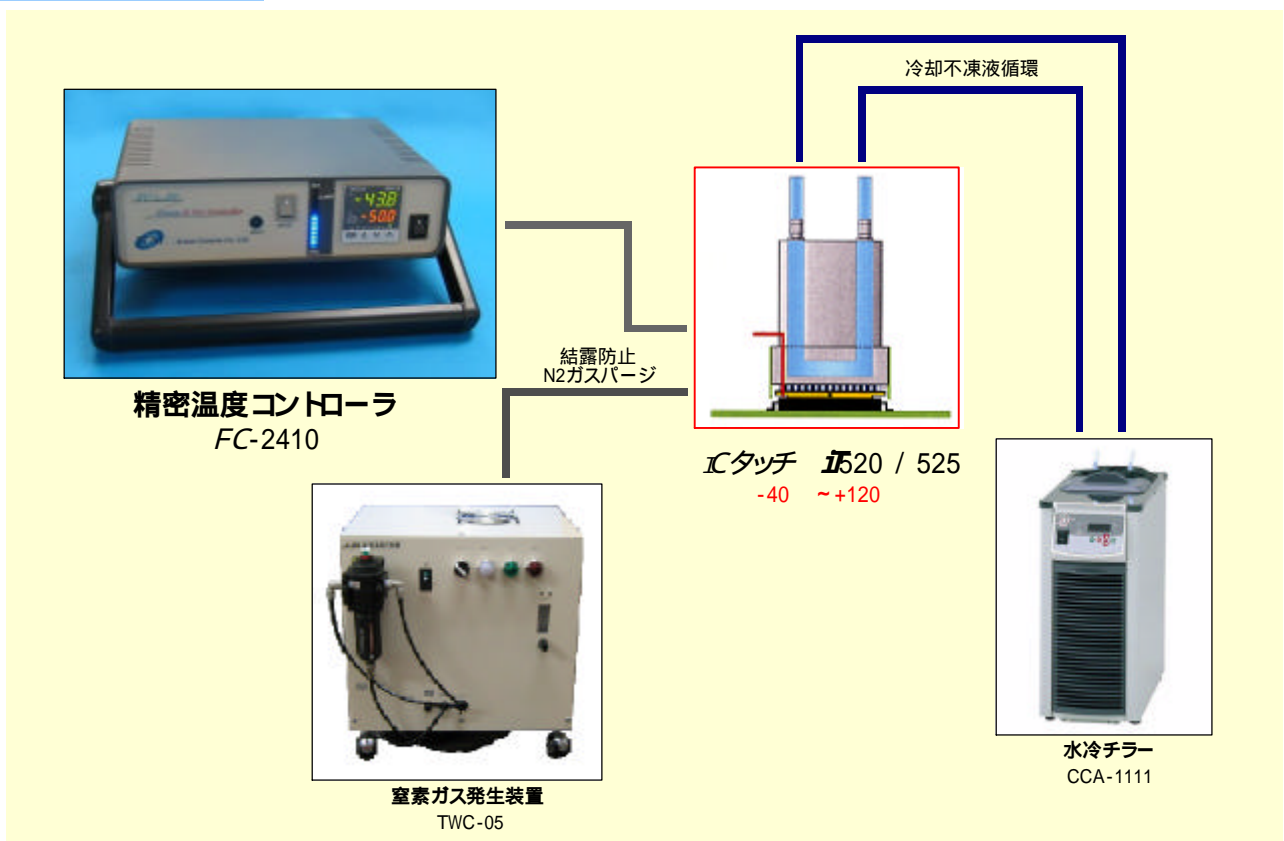 冷却不凍液循環
-43.8
-50.0
結露防止
N2ガスパージ
精密温度コントローラ
FC-2410
ICタッチ IT520 / 525
-40 ~+120
水冷チラー
CCA-1111
窒素ガス発生装置
TWC-05